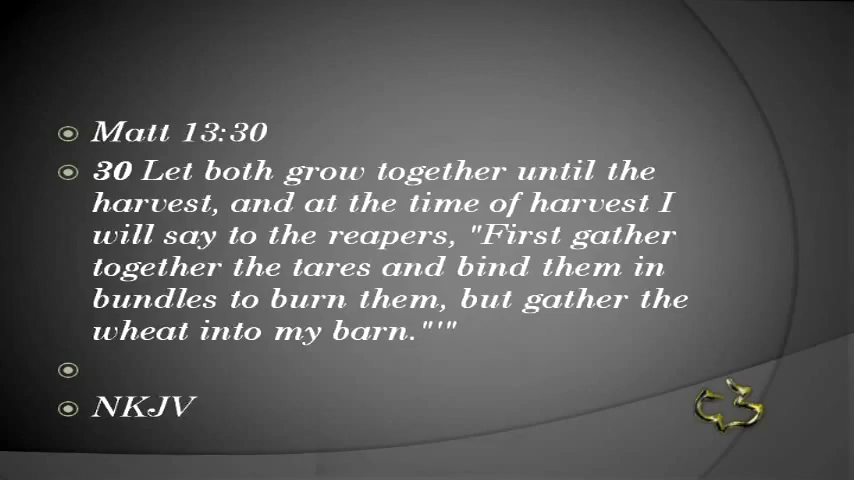 Matt 13:30
30 Let both grow together until the
harvest, and at the time of harvest I
will say to the reapers, "First gather
together the tares and bind them in
bundles to burn them, but gather the
wheat into my barn."'"
NKJV